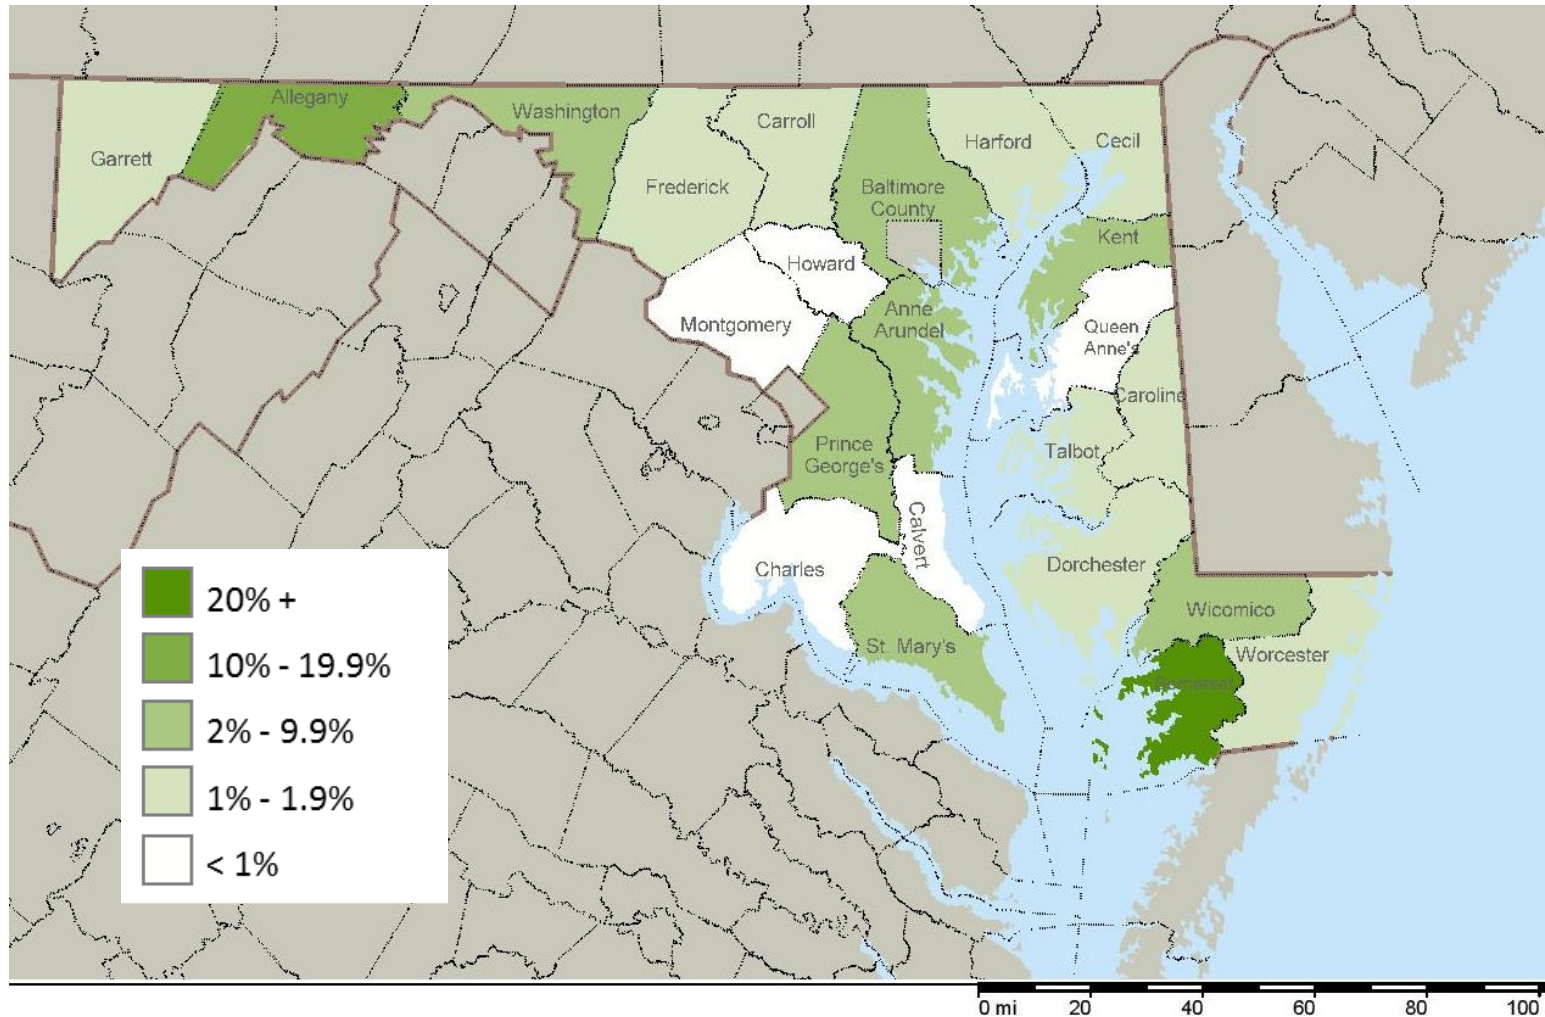 Allegany
Washington
Carroll
Garrett
Harford
Cecil
Frederick
Baltimore
County
Kent
Howard
Anne
Arundel
Montgomery
Queen
Anne's
Caroline
Prince
George's
Talbot
Calvert
Charles
Dorchester
Wicomico
St. Mary's
Worcester
Somerset
20% +
10% - 19.9%
2% - 9.9%
1% - 1.9%
< 1%
0 mi 20 40 60 80 100